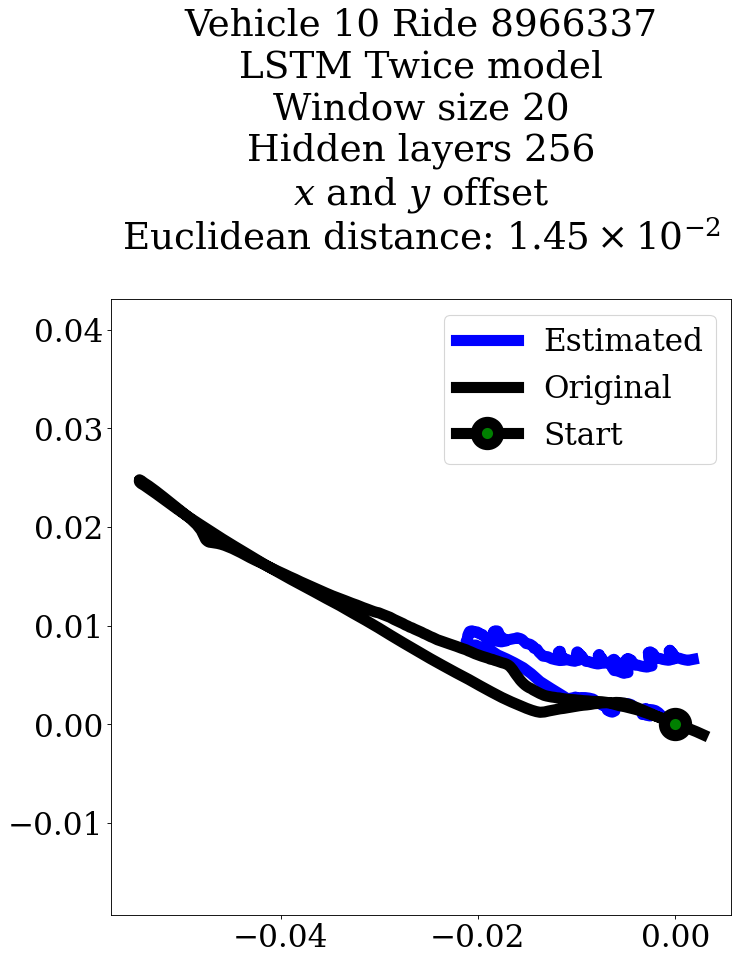 Vehicle 10 Ride 8966337
LSTM Twice model
Window size 20
Hidden layers 256
x and y offset
Euclidean distance: 1.45 × 10⁻²
Estimated
Original
Start
0.04
0.03
0.02
0.01
0.00
−0.01
−0.04
−0.02
0.00